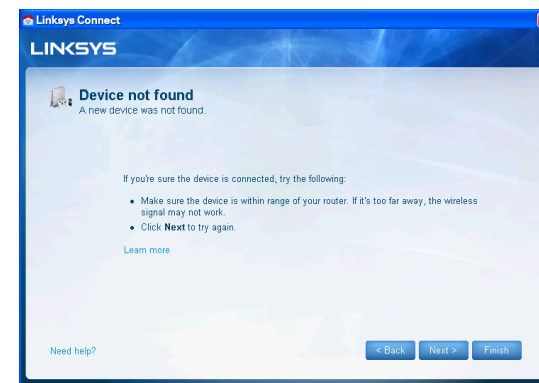 Linksys Connect
LINKSYS
Device not found
A new device was not found.
If you're sure the device is connected, try the following:
• Make sure the device is within range of your router. If it's too far away, the wireless
signal may not work.
• Click Next to try again.
Learn more
Need help?
< Back Next > Finish